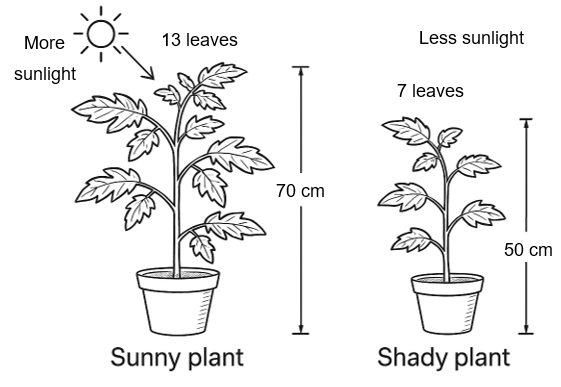 More
sunlight
13 leaves
70 cm
Sunny plant
Less sunlight
7 leaves
50 cm
Shady plant